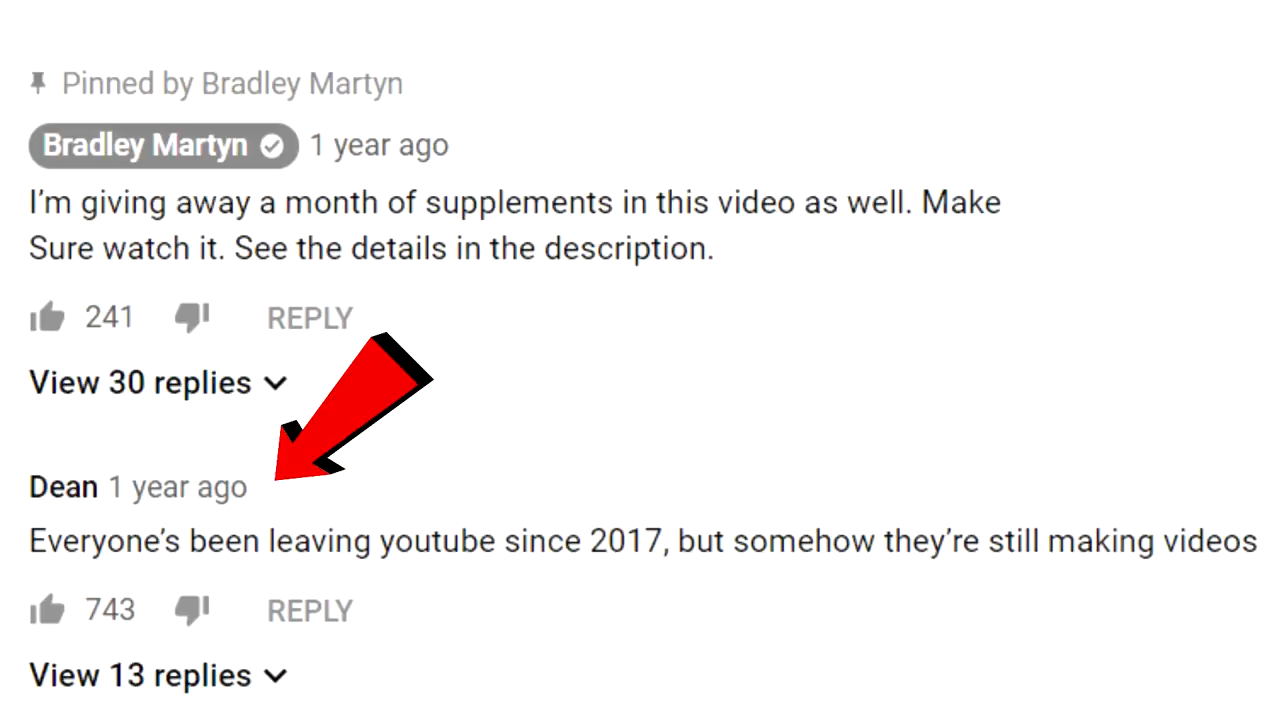 Pinned by Bradley Martyn
Bradley Martyn 1 year ago
I’m giving away a month of supplements in this video as well. Make
Sure watch it. See the details in the description.
241 REPLY
View 30 replies
Dean 1 year ago
Everyone’s been leaving youtube since 2017, but somehow they’re still making videos
743 REPLY
View 13 replies